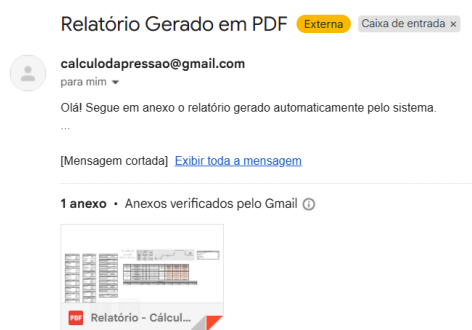 Relatório Gerado em PDF Externa Caixa de entrada ×
calculodapressao@gmail.com
para mim
Olá! Segue em anexo o relatório gerado automaticamente pelo sistema.
...
[Mensagem cortada] Exibir toda a mensagem
1 anexo • Anexos verificados pelo Gmail
PDF Relatório - Cálcul...